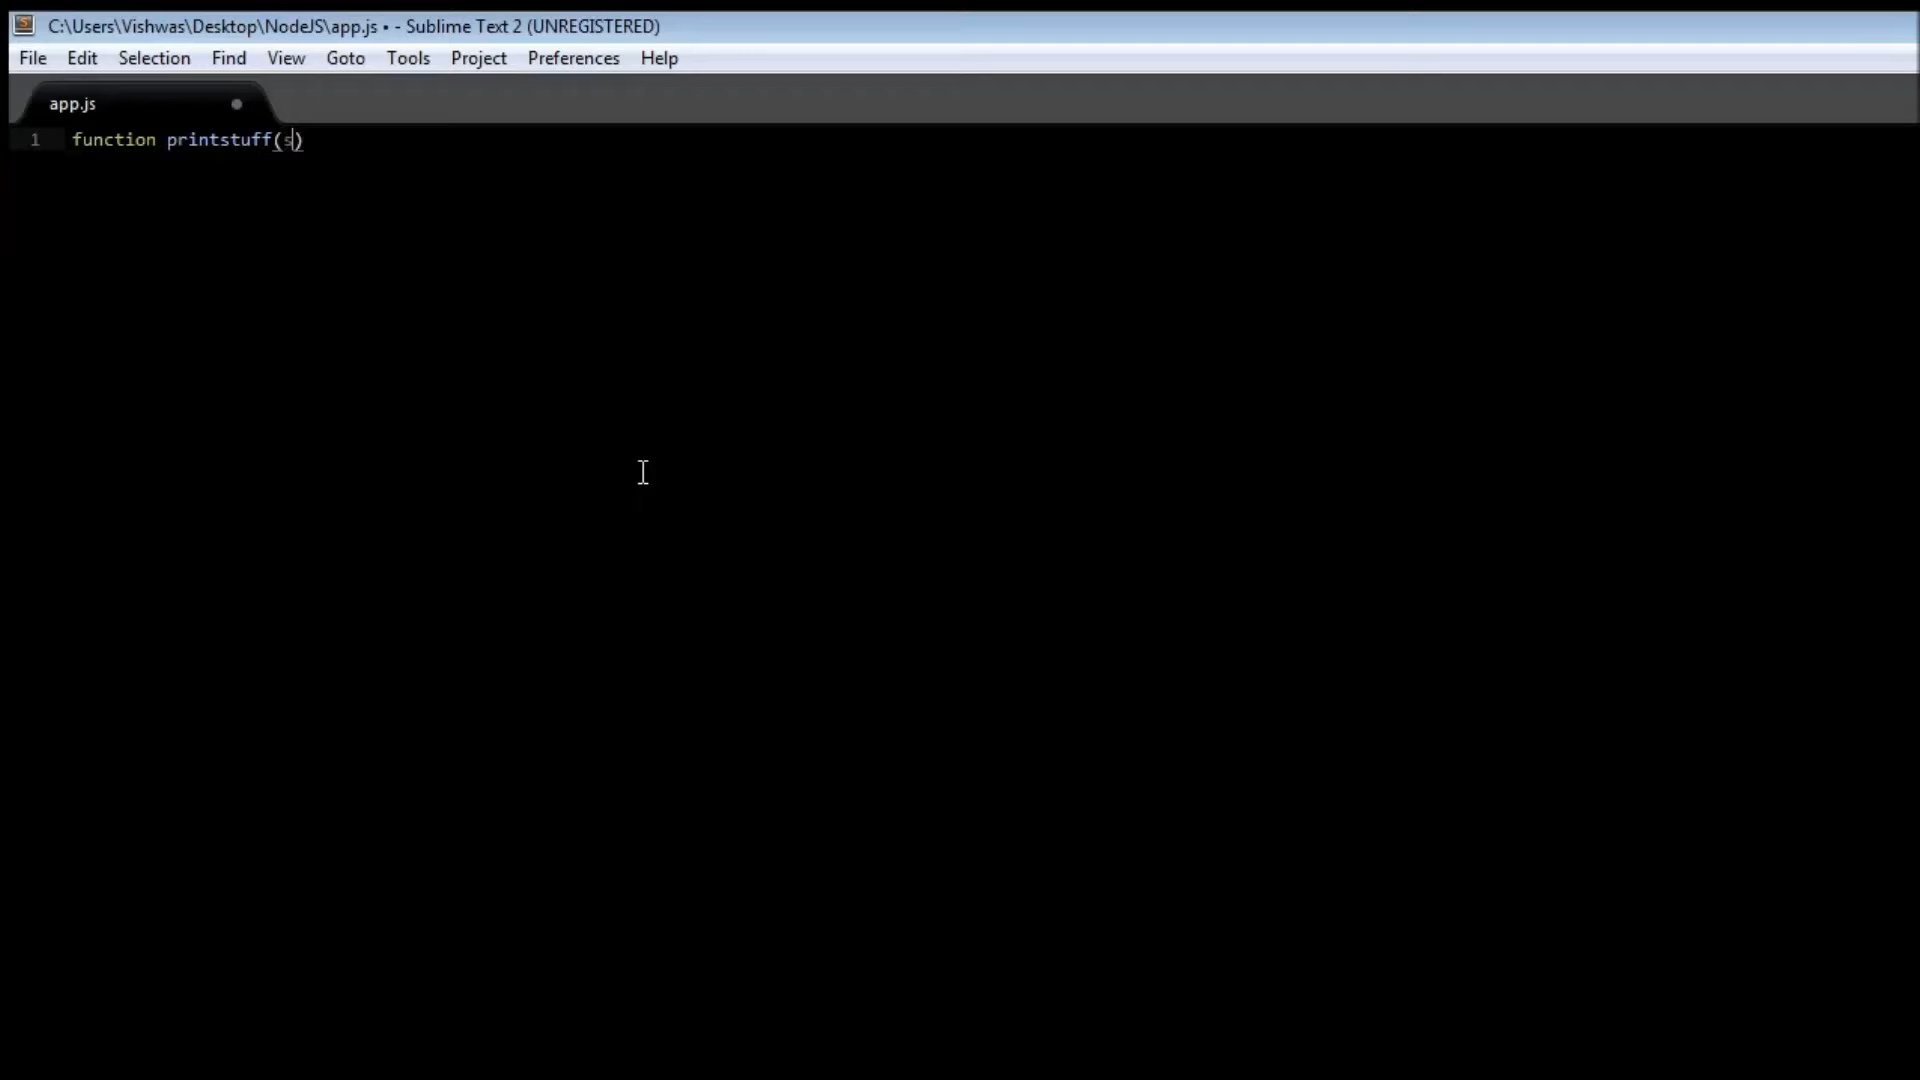 C:\Users\Vishwas\Desktop\NodeJS\app.js • - Sublime Text 2 (UNREGISTERED)
File Edit Selection Find View Goto Tools Project Preferences Help
app.js
1 function printstuff(s)